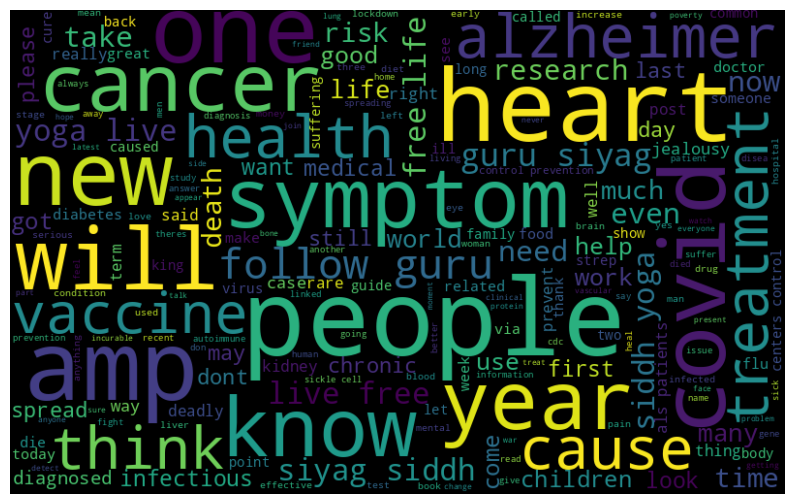 one
cancer
new
will
amp
people
heart
symptom
covid
treatment
alzheimer
year
know
think
cause
vaccine
health
follow guru
siyag siddh
guru siyag
siddh yoga
live free
free life
yoga live
infectious
children
diagnosed
spread
research
risk
take
good
life
death
medical
want
still
world
need
help
work
even
much
many
look
time
first
use
come
chronic
kidney
may
dont
got
please
really
great
back
cure
mean
lung
lockdown
early
increase
poverty
called
common
friend
three
diet
see
always
home
spreading
men
money
hope
away
diagnosis
suffering
right
long
doctor
last
now
someone
stage
join
left
never
living
ill
post
day
jealousy
patient
disea
hospital
latest
study
side
caused
answer
appear
control prevention
diabetes
love
said
eye
well
brain
yes
everyone
watch
serious
theres
make
bone
woman
family
food
show
suffer
feel
king
another
strep
died
drug
term
virus
caserare
guide
related
prevent
thank
say
man
vascular
condition
linked
clinical
protein
part
talk
moment
used
via
two
present
centers control
prevention
incurable
recent
going
better
cdc
issue
anything
autoimmune
don
human
treat
heal
week
flu
infected
als patients
way
deadly
sickle cell
blood
information
face
name
sick
anyone
sure
fight
liver
let
mental
pain
gene
problem
die
today
point
war
read
thing
body
detect
effective
test
book
change
give
getting